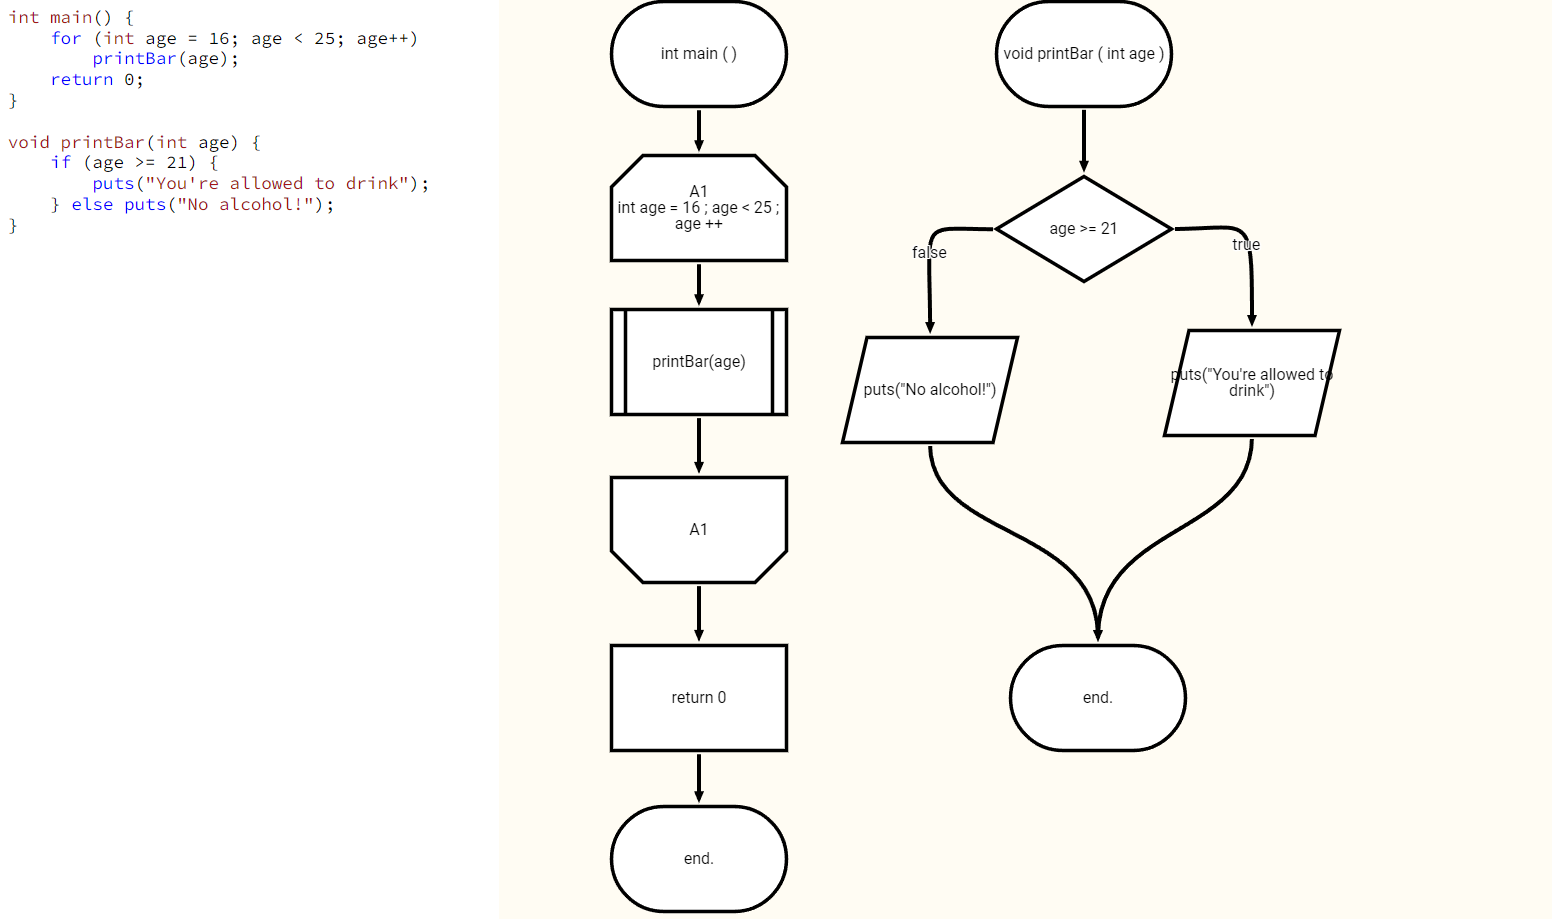 int main() {
    for (int age = 16; age < 25; age++)
        printBar(age);
    return 0;
}
void printBar(int age) {
    if (age >= 21) {
        puts("You're allowed to drink");
    } else puts("No alcohol!");
}
int main ( )
A1
int age = 16 ; age < 25 ;
age ++
printBar(age)
A1
return 0
end.
void printBar ( int age )
age >= 21
false
true
puts("No alcohol!")
puts("You're allowed to
drink")
end.